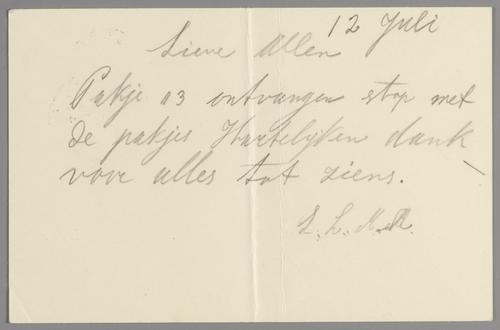 12 Juli
Lieve Allen
Pakje 13 ontvangen stop met
de pakjes Hartelijken dank
voor alles tot ziens.